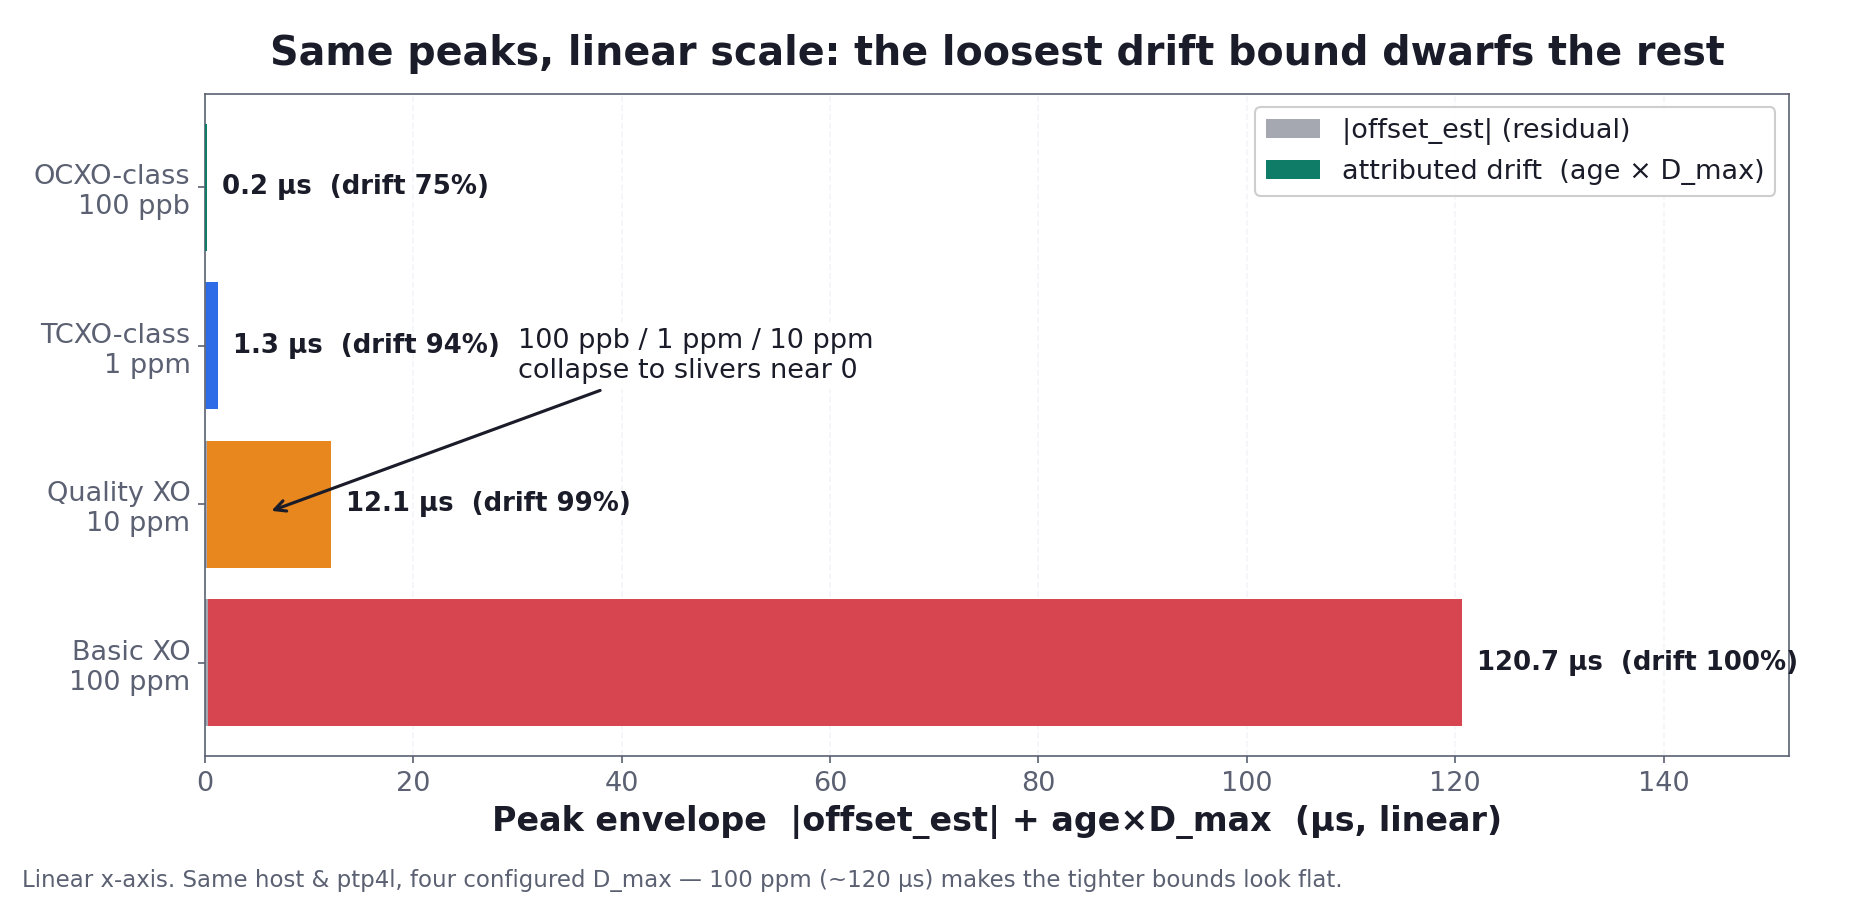 Same peaks, linear scale: the loosest drift bound dwarfs the rest
|offset_est| (residual)
attributed drift  (age × D_max)
OCXO-class
100 ppb
0.2 µs  (drift 75%)
TCXO-class
1 ppm
1.3 µs  (drift 94%)
100 ppb / 1 ppm / 10 ppm
collapse to slivers near 0
Quality XO
10 ppm
12.1 µs  (drift 99%)
Basic XO
100 ppm
120.7 µs  (drift 100%)
0 20 40 60 80 100 120 140
Peak envelope  |offset_est| + age×D_max  (µs, linear)
Linear x-axis. Same host & ptp4l, four configured D_max — 100 ppm (~120 µs) makes the tighter bounds look flat.